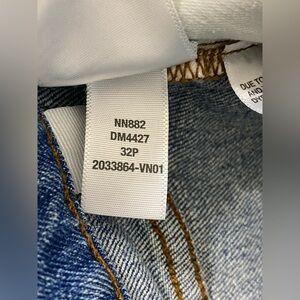 NN882
DM4427
32P
2033864-VN01
DUE TO
AND